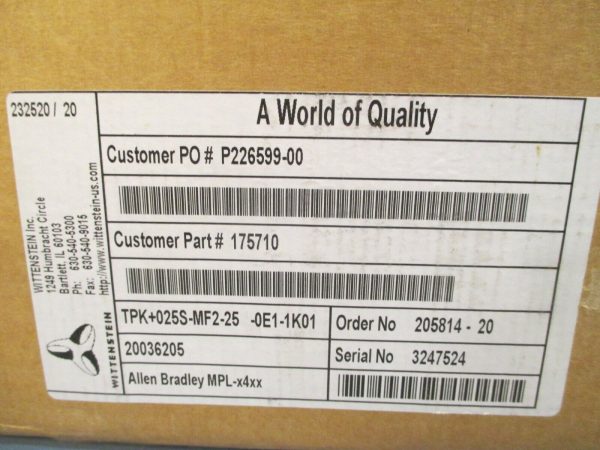 232520 / 20
A World of Quality
Customer PO # P226599-00
Customer Part # 175710
TPK+025S-MF2-25 -0E1-1K01
Order No 205814 - 20
20036205
Serial No 3247524
Allen Bradley MPL-x4xx
WITTENSTEIN Inc.
1249 Humbracht Circle
Bartlett, IL 60103
Ph: 630-540-5300
Fax: 630-540-9015
http://www.wittenstein-us.com
WITTENSTEIN